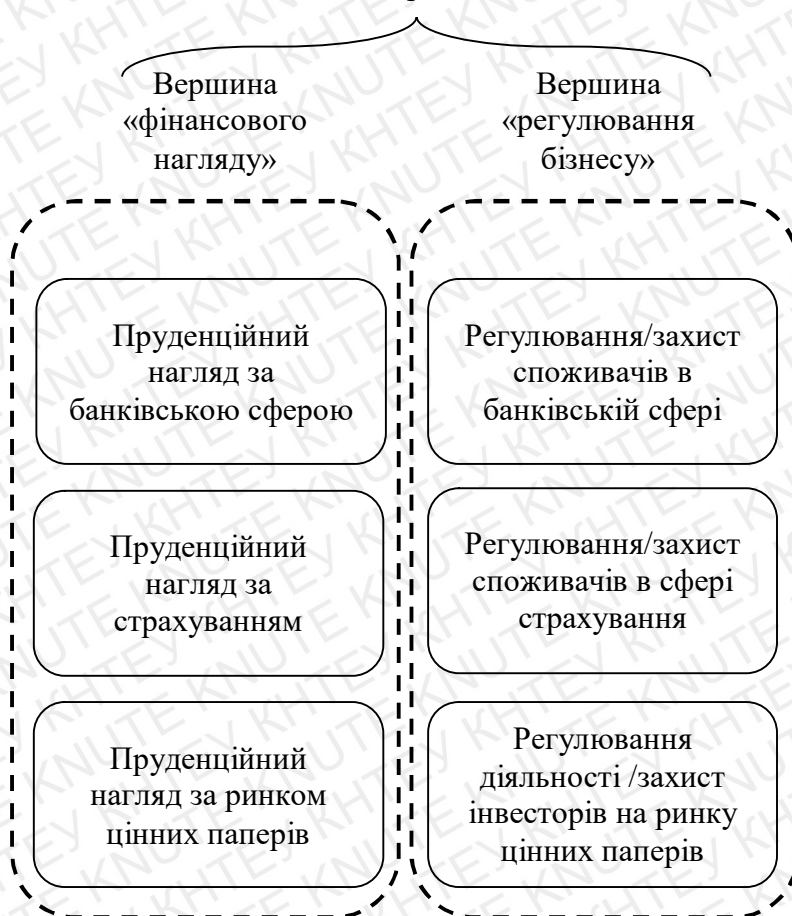 Вершина
«фінансового
нагляду»
Вершина
«регулювання
бізнесу»
Пруденційний
нагляд за
банківською сферою
Регулювання/захист
споживачів в
банківській сфері
Пруденційний
нагляд за
страхуванням
Регулювання/захист
споживачів в сфері
страхування
Пруденційний
нагляд за ринком
цінних паперів
Регулювання
діяльності /захист
інвесторів на ринку
цінних паперів